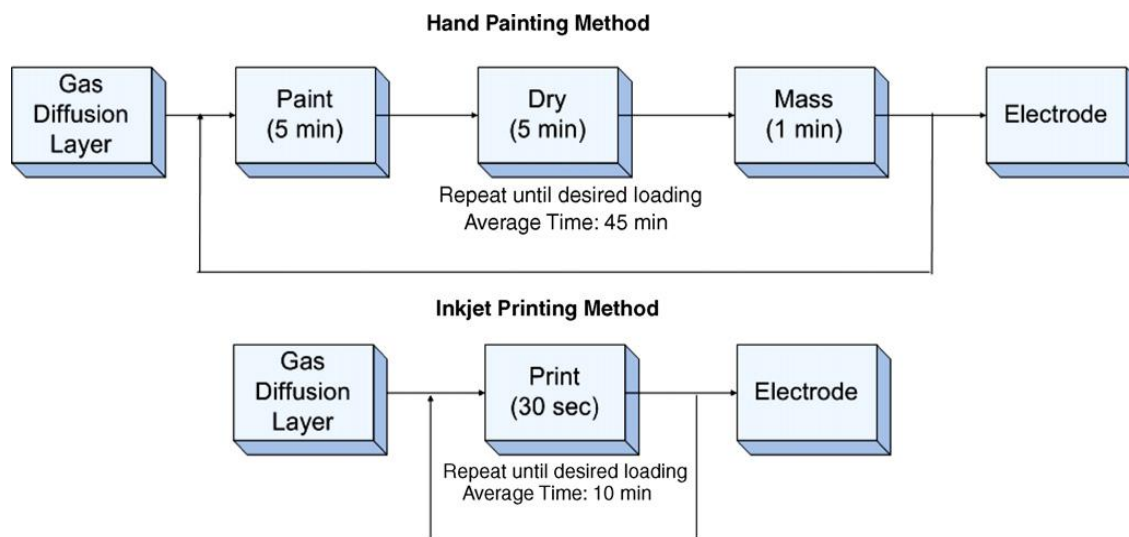 Hand Painting Method
Gas
Diffusion
Layer
Paint
(5 min)
Dry
(5 min)
Mass
(1 min)
Electrode
Repeat until desired loading
Average Time: 45 min
Inkjet Printing Method
Gas
Diffusion
Layer
Print
(30 sec)
Electrode
Repeat until desired loading
Average Time: 10 min